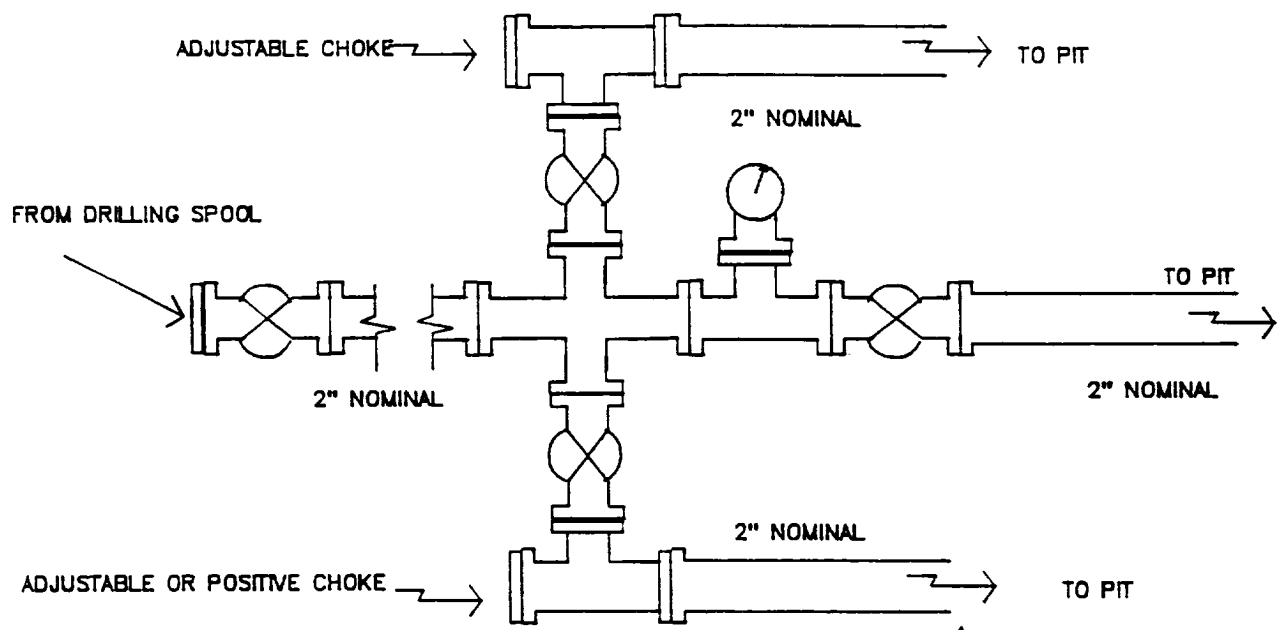 ADJUSTABLE CHOKE
TO PIT
2" NOMINAL
FROM DRILLING SPOOL
TO PIT
2" NOMINAL
2" NOMINAL
2" NOMINAL
ADJUSTABLE OR POSITIVE CHOKE
TO PIT